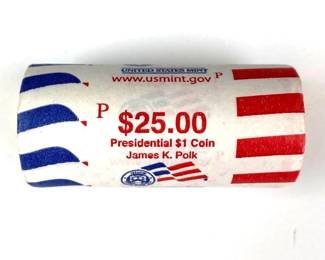 UNITED STATES MINT
www.usmint.gov P
P
$25.00
Presidential $1 Coin
James K. Polk